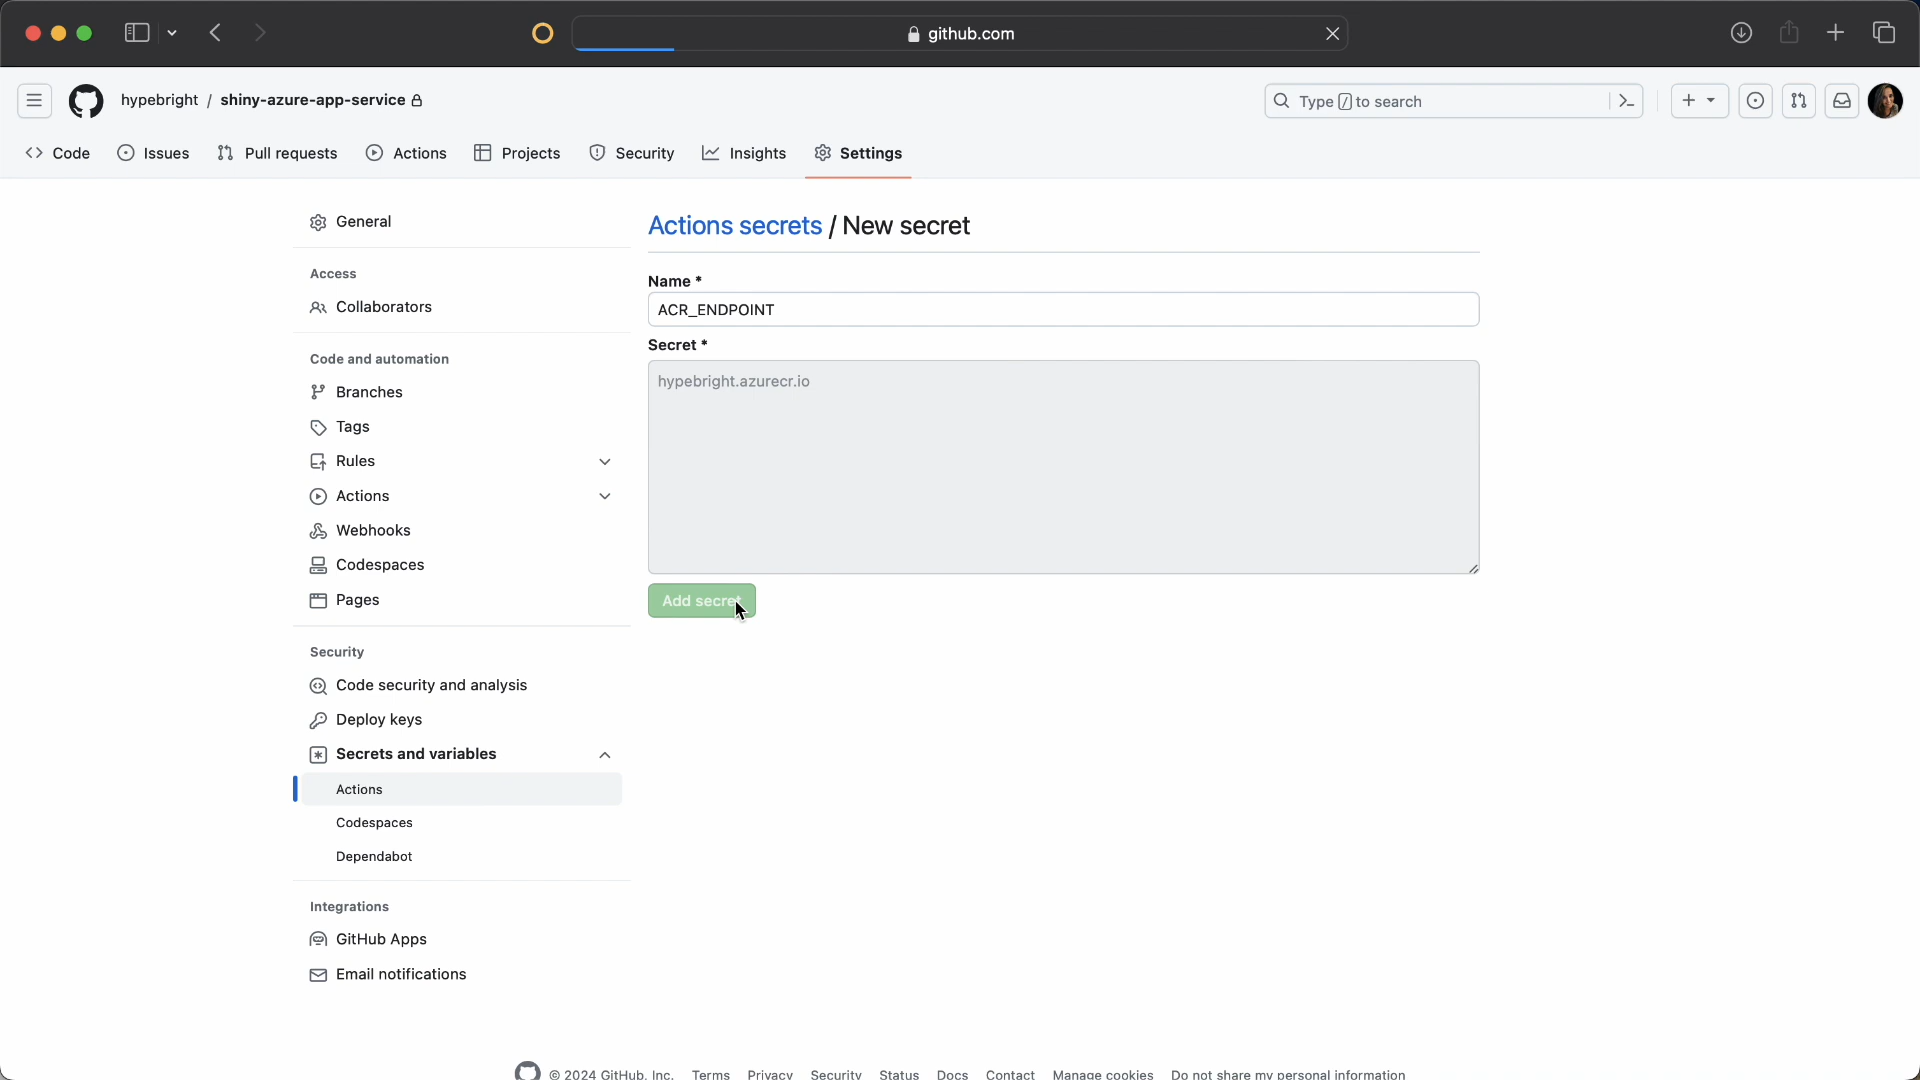 github.com
hypebright / shiny-azure-app-service
Type / to search
Code
Issues
Pull requests
Actions
Projects
Security
Insights
Settings
General
Access
Collaborators
Code and automation
Branches
Tags
Rules
Actions
Webhooks
Codespaces
Pages
Security
Code security and analysis
Deploy keys
Secrets and variables
Actions
Codespaces
Dependabot
Integrations
GitHub Apps
Email notifications
Actions secrets / New secret
Name *
ACR_ENDPOINT
Secret *
hypebright.azurecr.io
Add secret
© 2024 GitHub, Inc. Terms Privacy Security Status Docs Contact Manage cookies Do not share my personal information